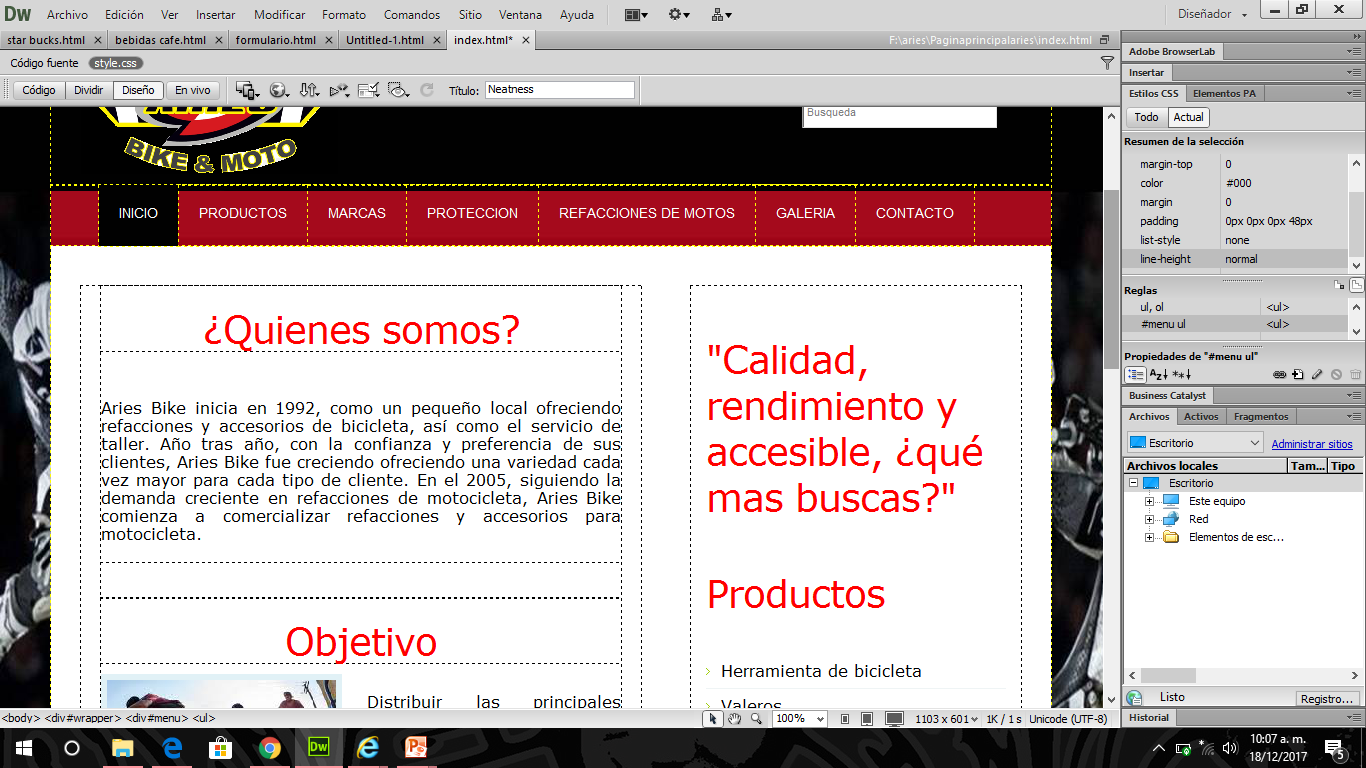 Dw Archivo Edición Ver Insertar Modificar Formato Comandos Sitio Ventana Ayuda Diseñador
star bucks.html bebidas cafe.html formulario.html Untitled-1.html index.html* F:\aries\Paginaprincipalaries\index.html
Código fuente style.css
Código Dividir Diseño En vivo Título: Neatness
Busqueda
BIKE & MOTO
INICIO PRODUCTOS MARCAS PROTECCION REFACCIONES DE MOTOS GALERIA CONTACTO
¿Quienes somos?
Aries Bike inicia en 1992, como un pequeño local ofreciendo
refacciones y accesorios de bicicleta, así como el servicio de
taller. Año tras año, con la confianza y preferencia de sus
clientes, Aries Bike fue creciendo ofreciendo una variedad cada
vez mayor para cada tipo de cliente. En el 2005, siguiendo la
demanda creciente en refacciones de motocicleta, Aries Bike
comienza a comercializar refacciones y accesorios para
motocicleta.
Objetivo
Distribuir las principales
"Calidad,
rendimiento y
accesible, ¿qué
mas buscas?"
Productos
Herramienta de bicicleta
Valeros
Adobe BrowserLab
Insertar
Estilos CSS Elementos PA
Todo Actual
Resumen de la selección
margin-top 0
color #000
margin 0
padding 0px 0px 0px 48px
list-style none
line-height normal
Reglas
ul, ol <ul>
#menu ul <ul>
Propiedades de "#menu ul"
Business Catalyst
Archivos Activos Fragmentos
Escritorio Administrar sitios
Archivos locales Tam... Tipo
Escritorio
Este equipo
Red
Elementos de esc...
Listo Registro...
Historial
<body> <div#wrapper> <div#menu> <ul> 100% 1103 x 601 1K / 1 s Unicode (UTF-8)
Dw 10:07 a. m.
18/12/2017 5